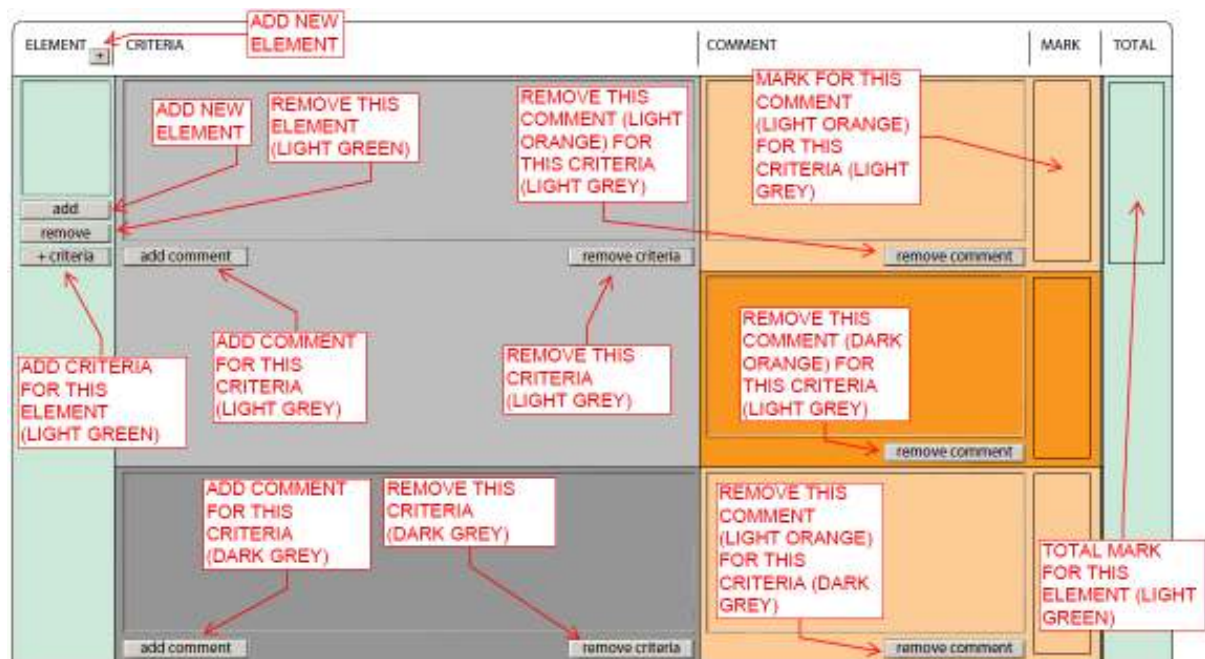 ADD NEW
ELEMENT
ELEMENT
+
CRITERIA
COMMENT
MARK
TOTAL
ADD NEW
ELEMENT
REMOVE THIS
ELEMENT
(LIGHT GREEN)
REMOVE THIS
COMMENT (LIGHT
ORANGE) FOR
THIS CRITERIA
(LIGHT GREY)
MARK FOR THIS
COMMENT
(LIGHT ORANGE)
FOR THIS
CRITERIA (LIGHT
GREY)
add
remove
+ criteria
add comment
remove criteria
remove comment
ADD CRITERIA
FOR THIS
ELEMENT
(LIGHT GREEN)
ADD COMMENT
FOR THIS
CRITERIA
(LIGHT GREY)
REMOVE THIS
CRITERIA
(LIGHT GREY)
REMOVE THIS
COMMENT (DARK
ORANGE) FOR
THIS CRITERIA
(LIGHT GREY)
remove comment
ADD COMMENT
FOR THIS
CRITERIA
(DARK GREY)
REMOVE THIS
CRITERIA
(DARK GREY)
REMOVE THIS
COMMENT
(LIGHT ORANGE)
FOR THIS
CRITERIA (DARK
GREY)
TOTAL MARK
FOR THIS
ELEMENT (LIGHT
GREEN)
add comment
remove criteria
remove comment